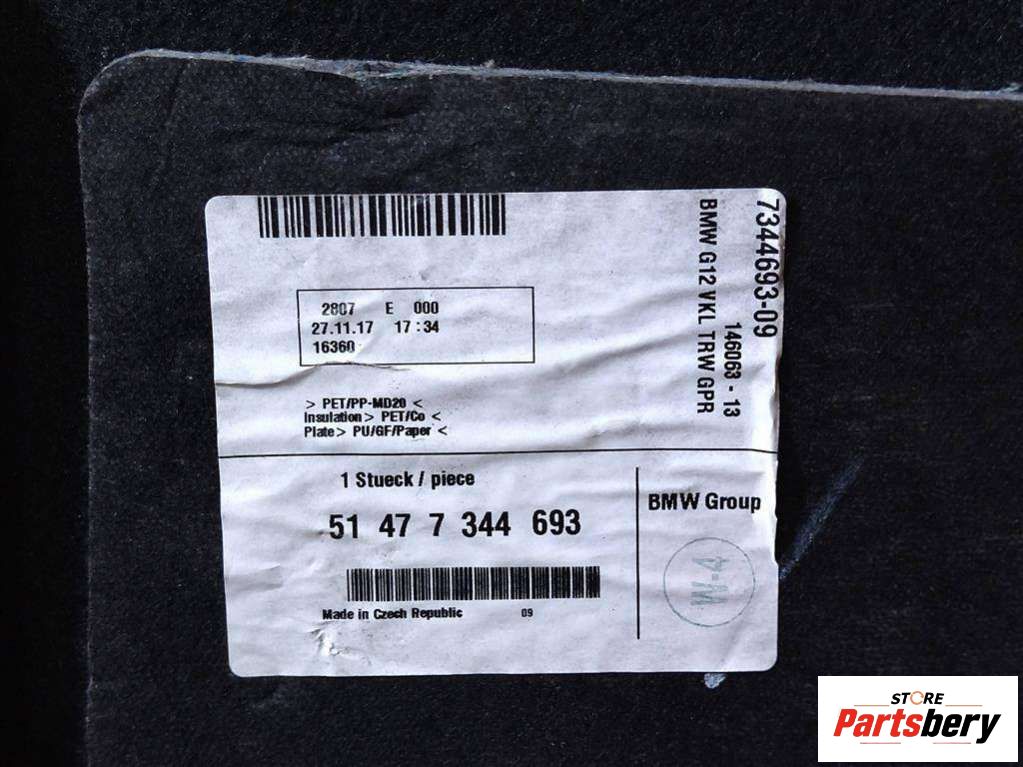 2807 E 000
27.11.17 17:34
16360
> PET/PP-MD20 <
Insulation > PET/Co <
Plate > PU/GF/Paper <
7344693-09
146063 - 13
BMW G12 VKL TRW GPR
1 Stueck / piece
51 47 7 344 693
Made in Czech Republic 09
BMW Group
W-4
STORE
Partsbery